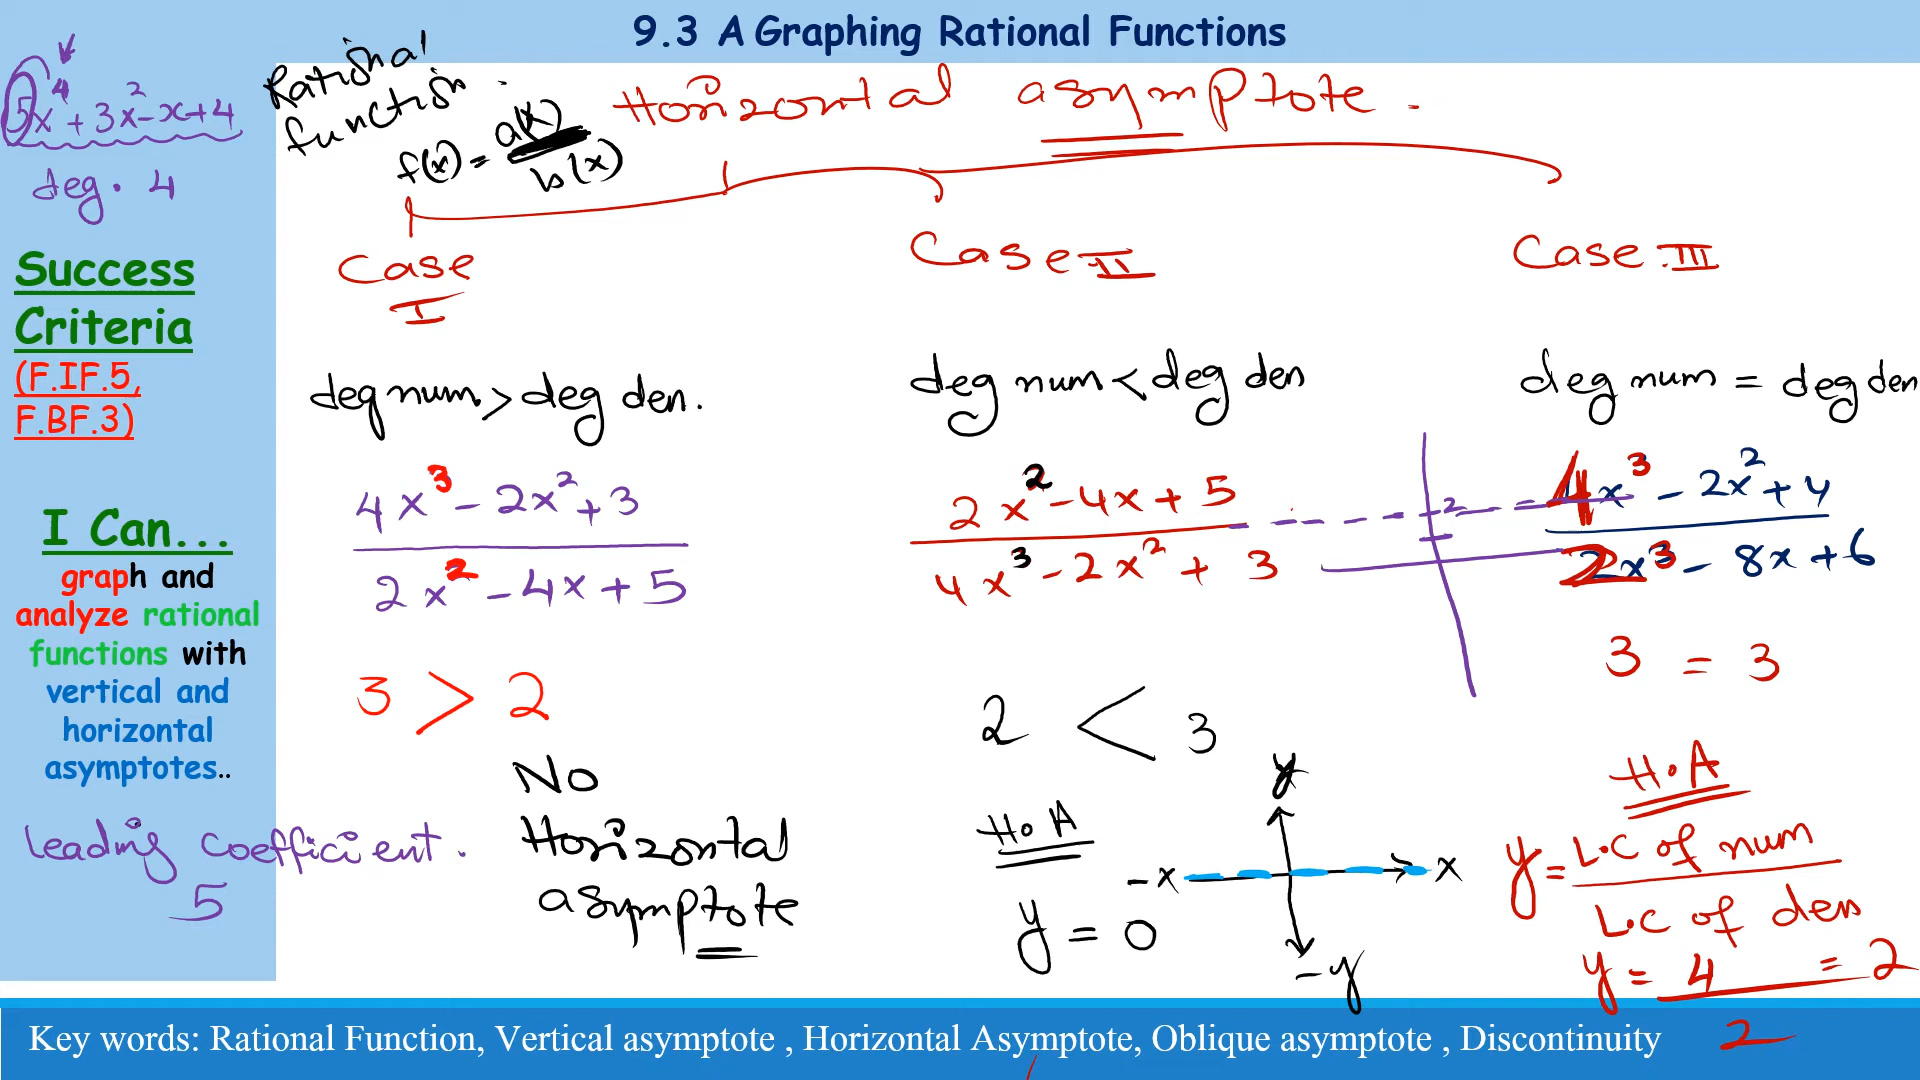 9.3 A Graphing Rational Functions
5x⁴ + 3x² - x + 4
deg. 4
Rational
function.
f(x) = a(x) / b(x)
Horizontal asymptote.
Success
Criteria
(F.IF.5,
F.BF.3)
I Can...
graph and
analyze rational
functions with
vertical and
horizontal
asymptotes..
Leading coefficient.
5
Case
I
deg num > deg den.
4x³ - 2x² + 3
2x² - 4x + 5
3 > 2
No
Horizontal
asymptote
Case II
deg num < deg den
2x² - 4x + 5
4x³ - 2x² + 3
2 < 3
H.A
y = 0
y
-x
x
-y
Case III
deg num = deg den
2
4x³ - 2x² + 4
2x³ - 8x + 6
3 = 3
H.A
y = L.C of num
L.C of den
y = 4 = 2
2
Key words: Rational Function, Vertical asymptote , Horizontal Asymptote, Oblique asymptote , Discontinuity